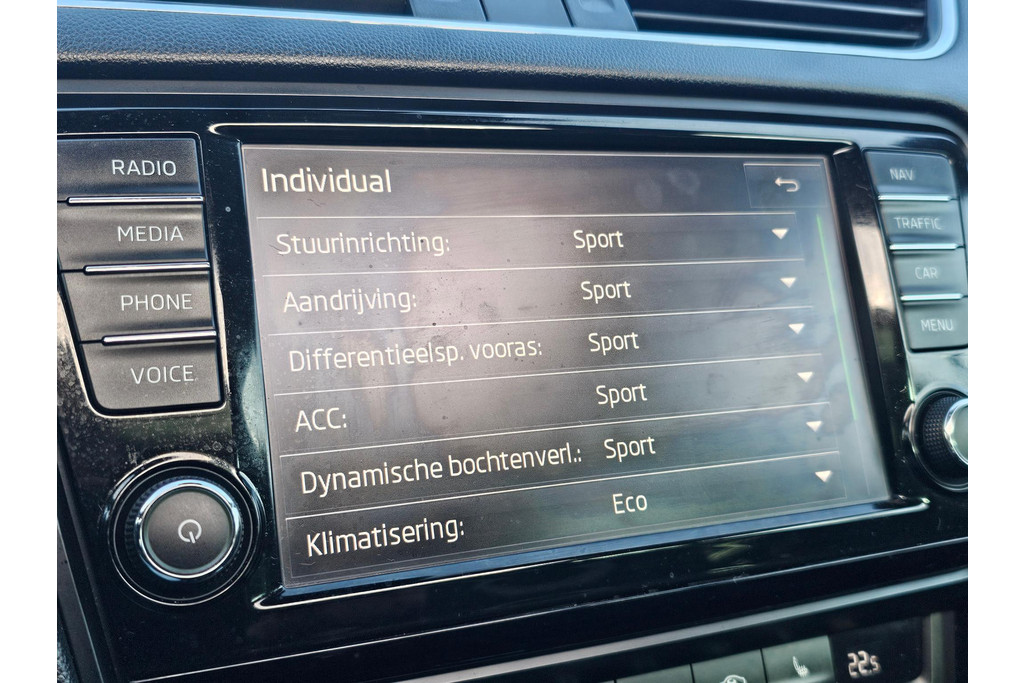 RADIO
MEDIA
PHONE
VOICE
Individual
Stuurinrichting: Sport
Aandrijving: Sport
Differentieelsp. vooras: Sport
ACC: Sport
Dynamische bochtenverl.: Sport
Klimatisering: Eco
NAV
TRAFFIC
CAR
MENU
22.5